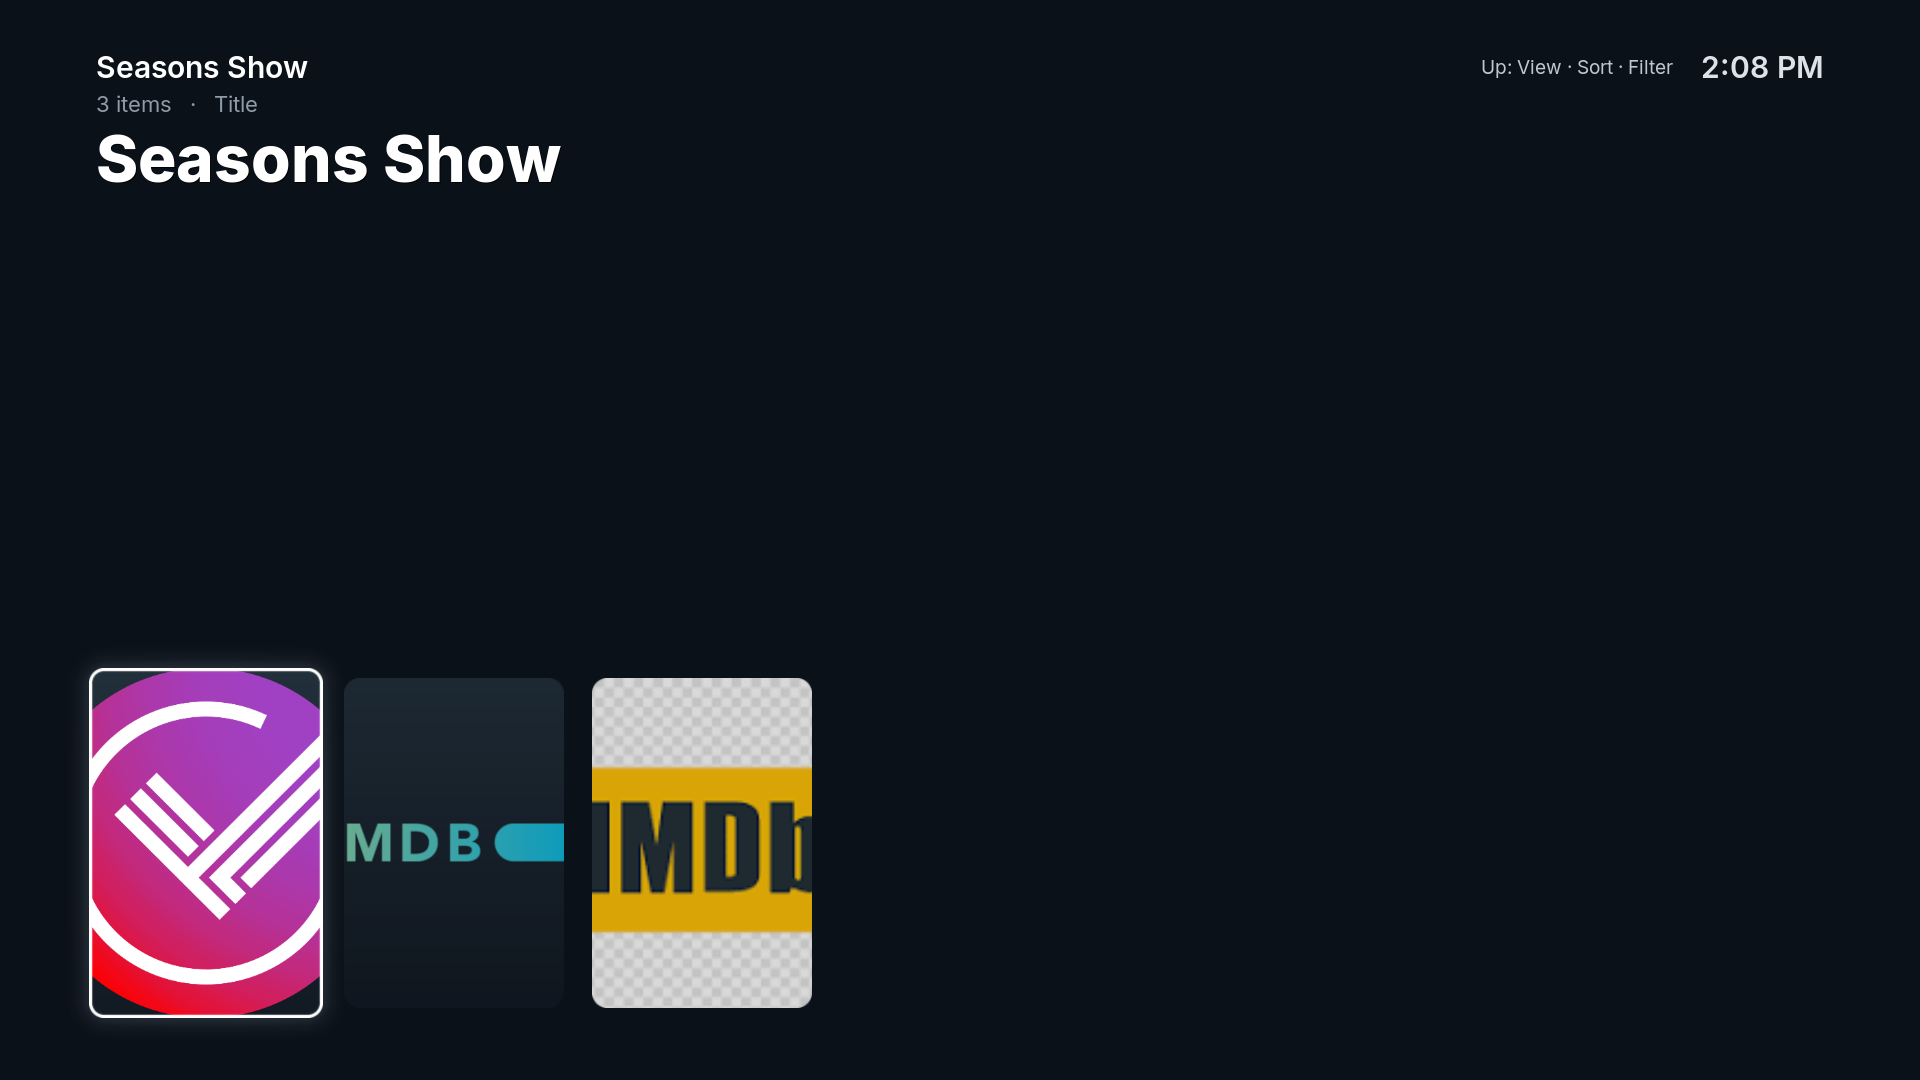 Seasons Show
Up: View · Sort · Filter
2:08 PM
3 items · Title
Seasons Show
MDB
IMDb